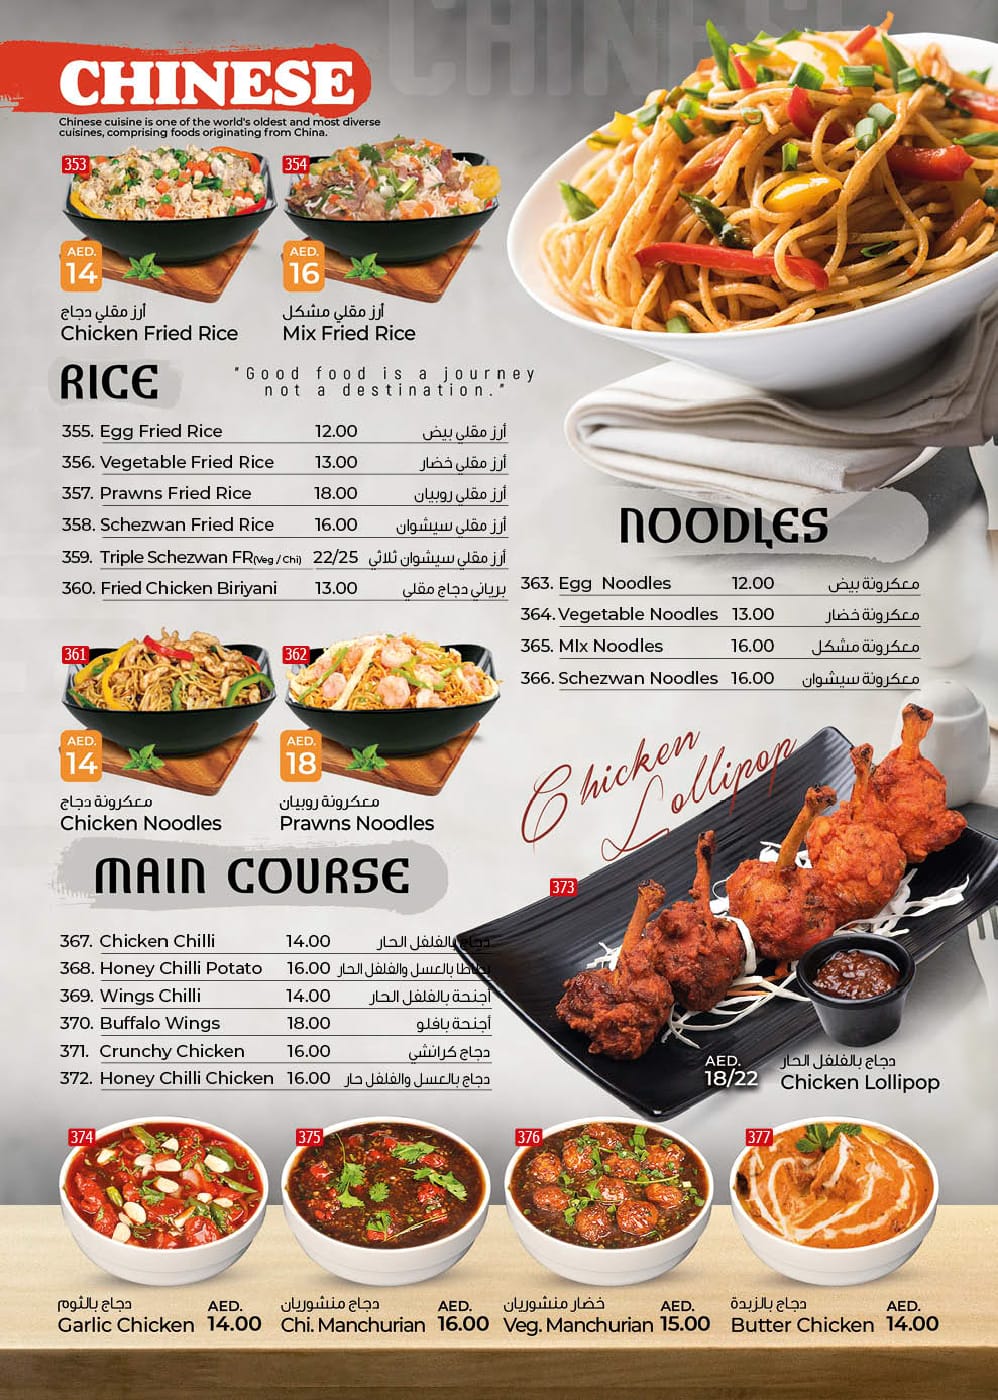 CHINESE
CHINESE
Chinese cuisine is one of the world's oldest and most diverse
cuisines, comprising foods originating from China.
353
AED.
14
أرز مقلي دجاج
Chicken Fried Rice
354
AED.
16
أرز مقلي مشكل
Mix Fried Rice
RICE
"Good food is a journey
not a destination."
355. Egg Fried Rice 12.00 أرز مقلي بيض
356. Vegetable Fried Rice 13.00 أرز مقلي خضار
357. Prawns Fried Rice 18.00 أرز مقلي روبيان
358. Schezwan Fried Rice 16.00 أرز مقلي سيشوان
359. Triple Schezwan FR(Veg./Chi) 22/25 أرز مقلي سيشوان ثلاثي
360. Fried Chicken Biriyani 13.00 برياني دجاج مقلي
361
AED.
14
معكرونة دجاج
Chicken Noodles
362
AED.
18
معكرونة روبيان
Prawns Noodles
NOODLES
363. Egg Noodles 12.00 معكرونة بيض
364. Vegetable Noodles 13.00 معكرونة خضار
365. MIx Noodles 16.00 معكرونة مشكل
366. Schezwan Noodles 16.00 معكرونة سيشوان
MAIN COURSE
367. Chicken Chilli 14.00 دجاج بالفلفل الحار
368. Honey Chilli Potato 16.00 بطاطا بالعسل والفلفل الحار
369. Wings Chilli 14.00 أجنحة بالفلفل الحار
370. Buffalo Wings 18.00 أجنحة بافلو
371. Crunchy Chicken 16.00 دجاج كرانشي
372. Honey Chilli Chicken 16.00 دجاج بالعسل والفلفل حار
Chicken
Lollipop
373
AED.
18/22
دجاج بالفلفل الحار
Chicken Lollipop
374
دجاج بالثوم
Garlic Chicken
AED.
14.00
375
دجاج منشوريان
Chi. Manchurian
AED.
16.00
376
خضار منشوريان
Veg. Manchurian
AED.
15.00
377
دجاج بالزبدة
Butter Chicken
AED.
14.00